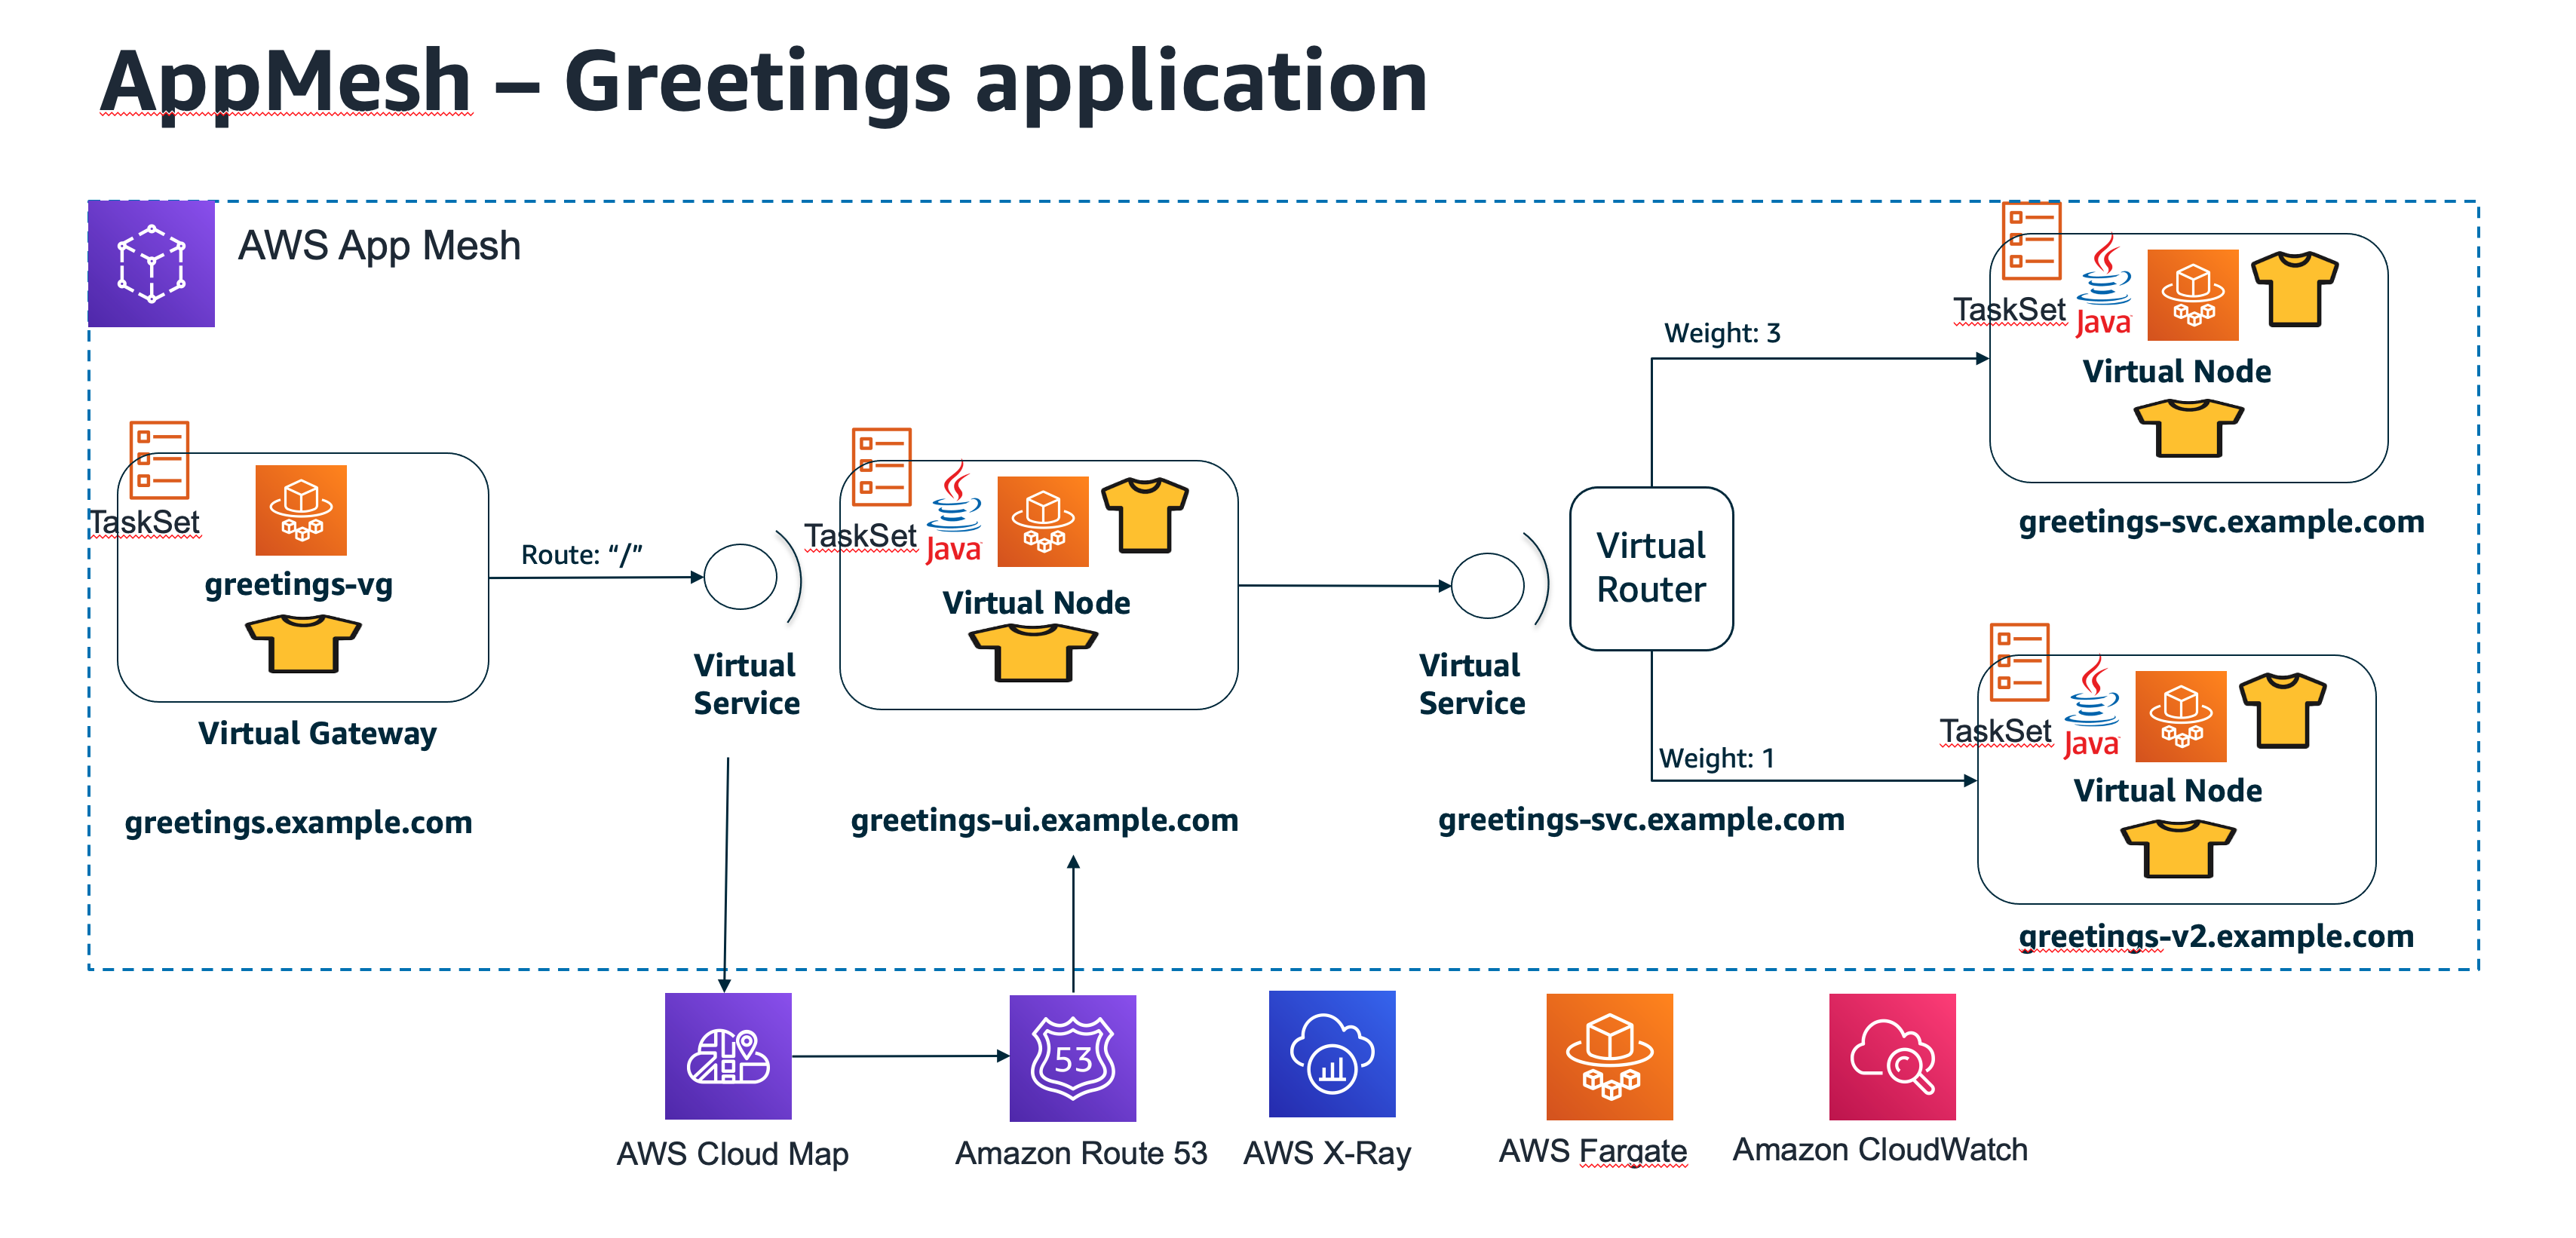 AppMesh – Greetings application
AWS App Mesh
TaskSet
greetings-vg
Virtual Gateway
greetings.example.com
Route: “/”
Virtual
Service
TaskSet
Java
Virtual Node
greetings-ui.example.com
Virtual
Service
greetings-svc.example.com
Virtual
Router
Weight: 3
Weight: 1
TaskSet
Java
Virtual Node
greetings-svc.example.com
TaskSet
Java
Virtual Node
greetings-v2.example.com
AWS Cloud Map
53
Amazon Route 53
AWS X-Ray
AWS Fargate
Amazon CloudWatch